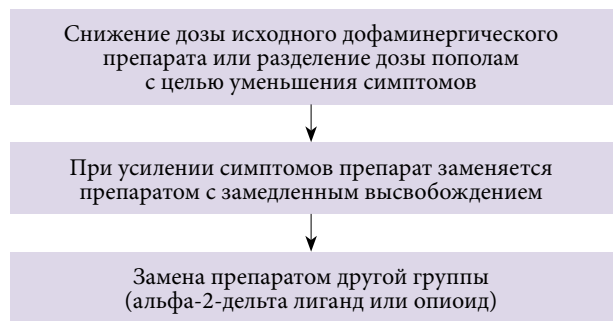 Снижение дозы исходного дофаминергического
препарата или разделение дозы пополам
с целью уменьшения симптомов
При усилении симптомов препарат заменяется
препаратом с замедленным высвобождением
Замена препаратом другой группы
(альфа-2-дельта лиганд или опиоид)